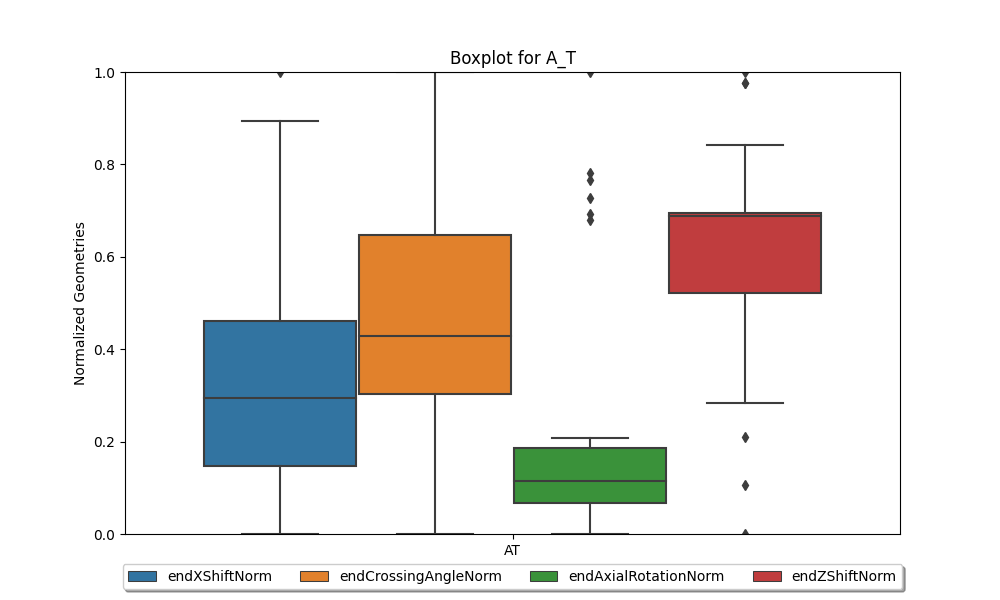 Boxplot for A_T
Normalized Geometries
1.0
0.8
0.6
0.4
0.2
0.0
AT
endXShiftNorm endCrossingAngleNorm endAxialRotationNorm endZShiftNorm